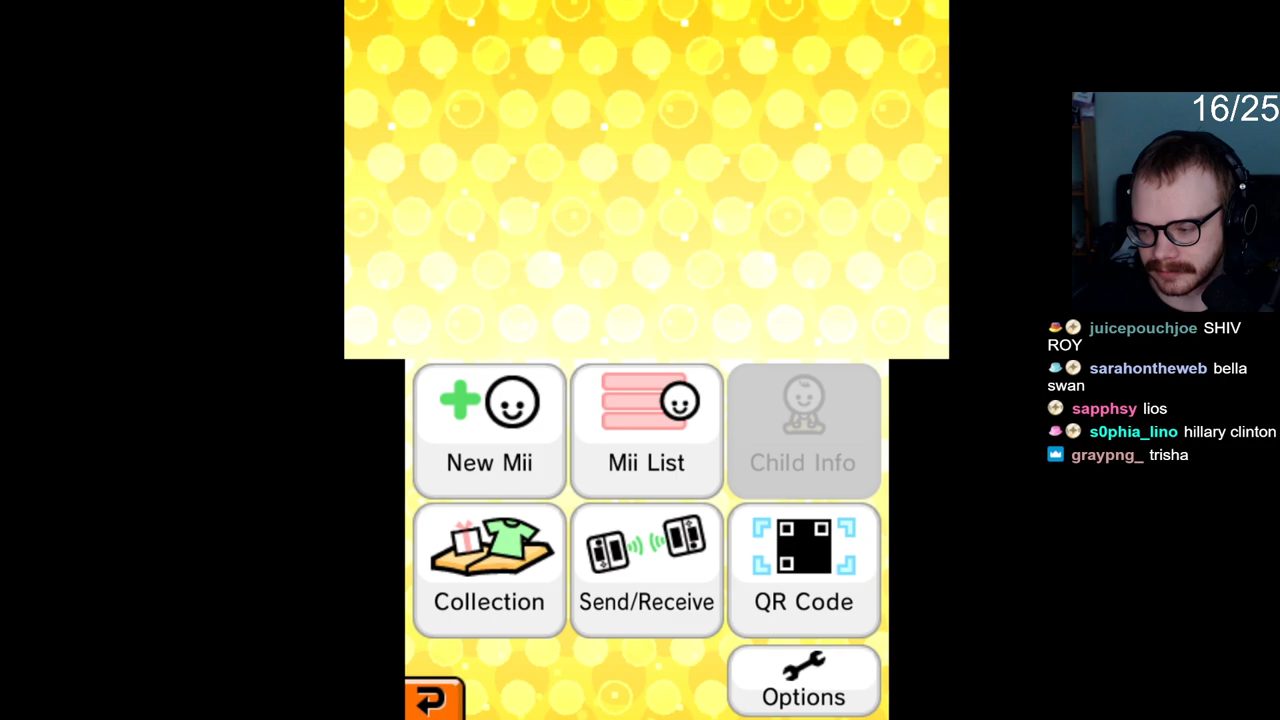 16/25
juicepouchjoe SHIV
ROY
sarahontheweb bella
swan
sapphsy lios
s0phia_lino hillary clinton
graypng_ trisha
New Mii
Mii List
Child Info
Collection
Send/Receive
QR Code
Options